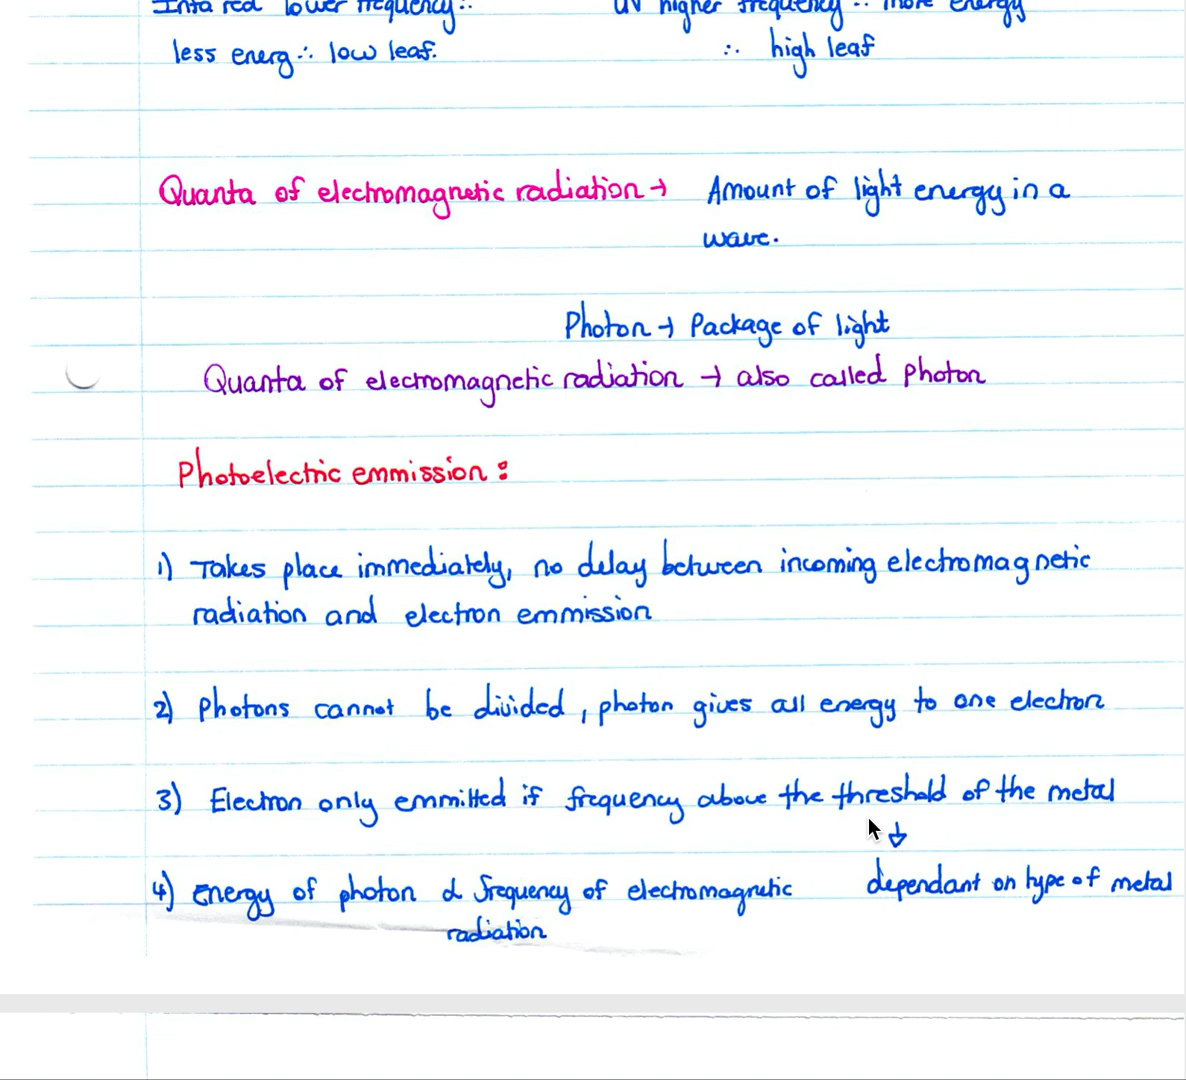 Infa red lower frequency ∴
UV higher frequency ∴ more energy
less energ ∴ low leaf.
∴ high leaf
Quanta of electromagnetic radiation → Amount of light energy in a
wave.
Photon → Package of light
Quanta of electromagnetic radiation → also called photon
Photoelectric emmission :
1) Takes place immediately, no delay between incoming electromagnetic
radiation and electron emmission
2) Photons cannot be divided, photon gives all energy to one electron
3) Electron only emmitted if frequency above the threshold of the metal
↓
dependant on type of metal
4) Energy of photon α frequency of electromagnetic
radiation